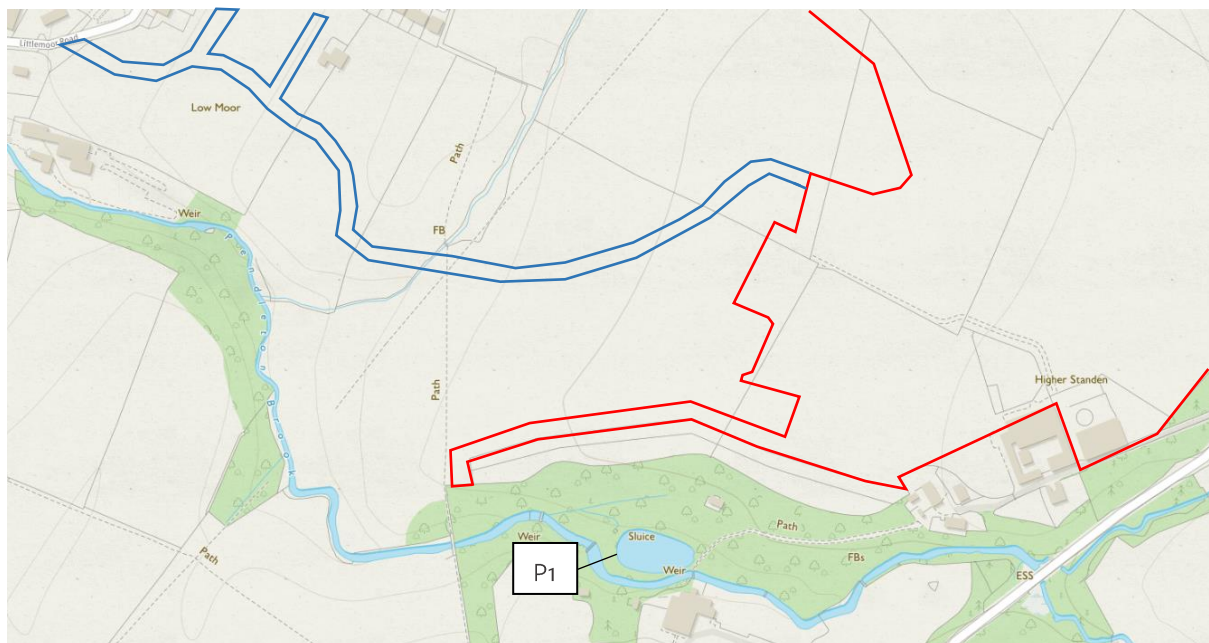 Littlemoor Road
Low Moor
Path
Weir
FB
Pendleton Brook
Path
Higher Standen
Path
Weir
Sluice
Path
Weir
FBs
ESS
P1